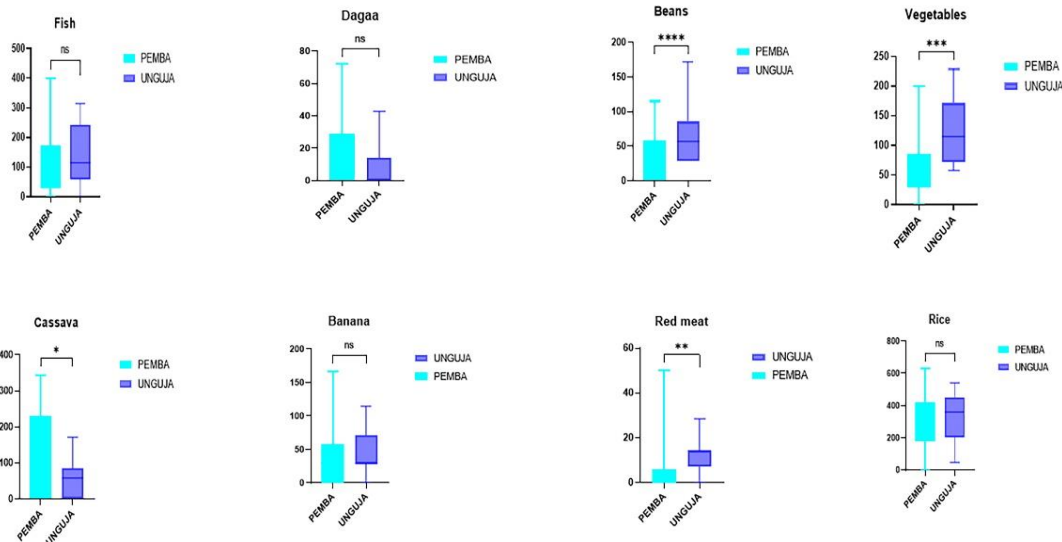 Fish
500
400
300
200
100
0
ns
PEMBA
UNGUJA
PEMBA
UNGUJA
Dagaa
80
60
40
20
0
ns
PEMBA
UNGUJA
PEMBA
UNGUJA
Beans
200
150
100
50
0
****
PEMBA
UNGUJA
PEMBA
UNGUJA
Vegetables
250
200
150
100
50
0
***
PEMBA
UNGUJA
PEMBA
UNGUJA
Cassava
400
300
200
100
0
*
PEMBA
UNGUJA
PEMBA
UNGUJA
Banana
200
150
100
50
0
ns
UNGUJA
PEMBA
PEMBA
UNGUJA
Red meat
60
40
20
0
**
UNGUJA
PEMBA
PEMBA
UNGUJA
Rice
800
600
400
200
0
ns
PEMBA
UNGUJA
PEMBA
UNGUJA